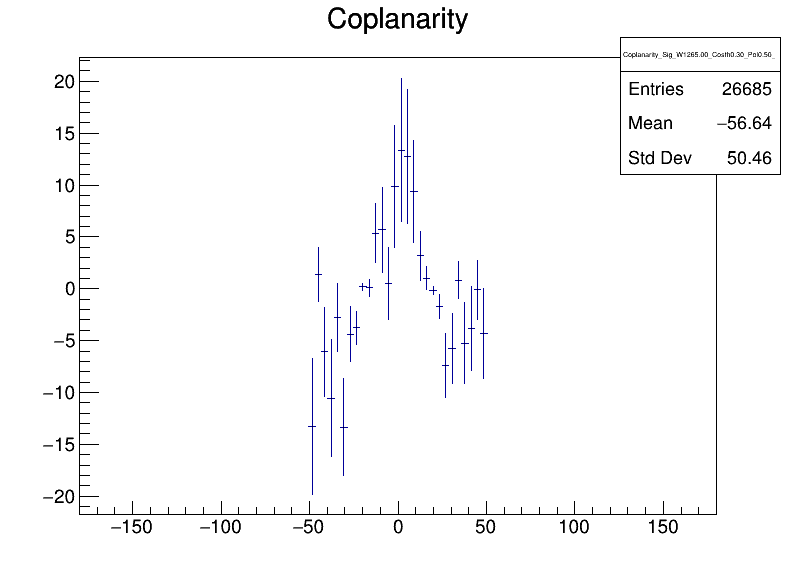 Coplanarity
Coplanarity_Sig_W1265.00_Costh0.30_Pol0.50_
Entries 26685
Mean −56.64
Std Dev 50.46
20
15
10
5
0
−5
−10
−15
−20
−150 −100 −50 0 50 100 150